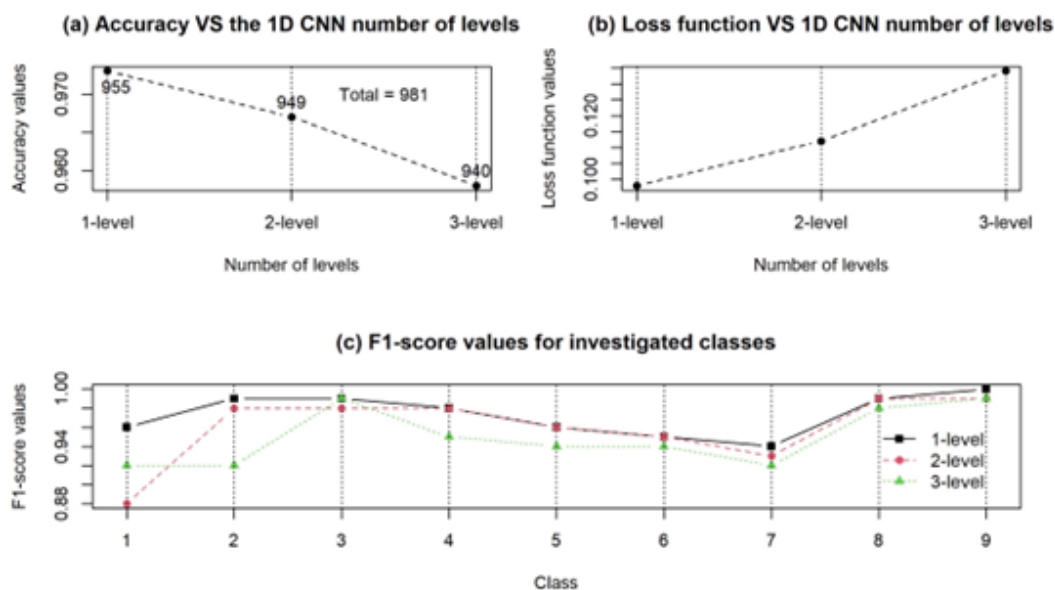 (a) Accuracy VS the 1D CNN number of levels
Accuracy values
0.960
0.970
955
949
940
Total = 981
1-level
2-level
3-level
Number of levels
(b) Loss function VS 1D CNN number of levels
Loss function values
0.100
0.120
1-level
2-level
3-level
Number of levels
(c) F1-score values for investigated classes
F1-score values
0.88
0.94
1.00
1-level
2-level
3-level
1 2 3 4 5 6 7 8 9
Class